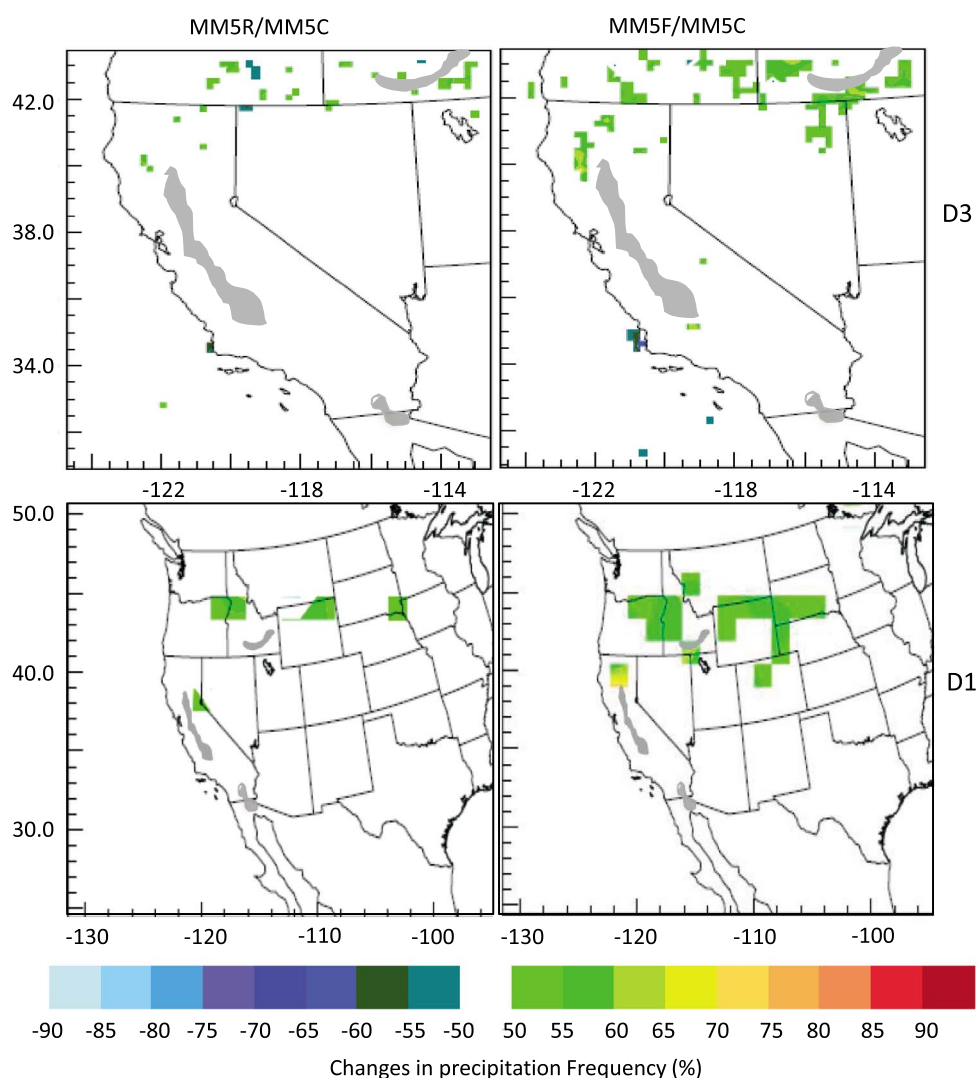 MM5R/MM5C MM5F/MM5C
42.0
38.0
34.0
D3
-122 -118 -114 -122 -118 -114
50.0
40.0
30.0
D1
-130 -120 -110 -100 -130 -120 -110 -100
-90 -85 -80 -75 -70 -65 -60 -55 -50 50 55 60 65 70 75 80 85 90
Changes in precipitation Frequency (%)